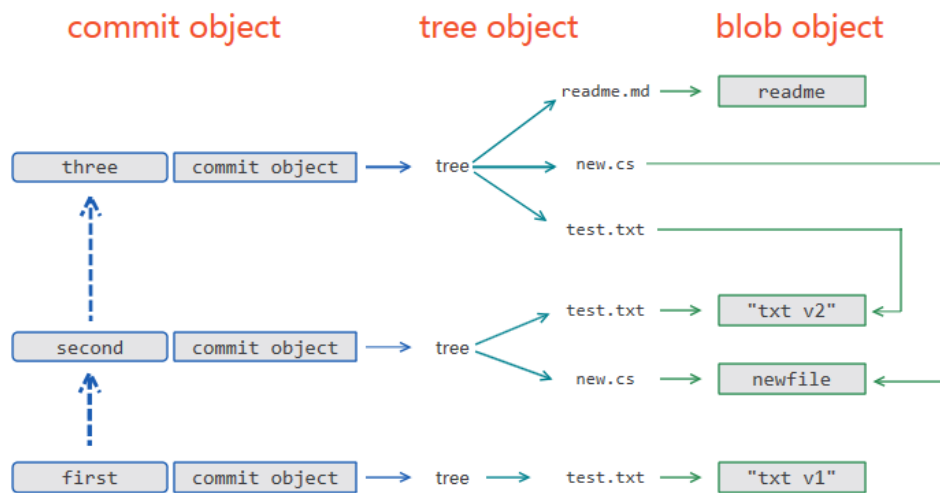 commit object tree object blob object
readme.md readme
three commit object tree new.cs
test.txt
test.txt "txt v2"
second commit object tree
new.cs newfile
first commit object tree test.txt "txt v1"